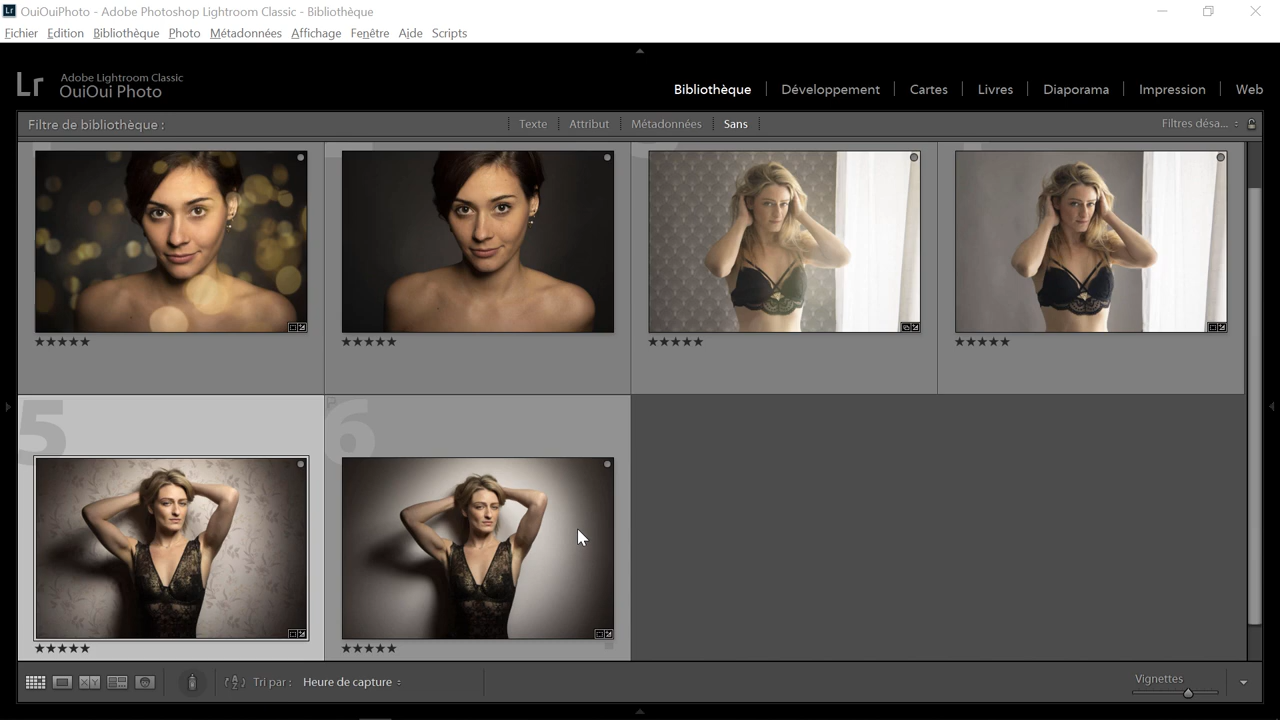 Lr OuiOuiPhoto - Adobe Photoshop Lightroom Classic - Bibliothèque
Fichier Edition Bibliothèque Photo Métadonnées Affichage Fenêtre Aide Scripts
Lr Adobe Lightroom Classic
OuiOui Photo
Bibliothèque Développement Cartes Livres Diaporama Impression Web
Filtre de bibliothèque : Texte Attribut Métadonnées Sans Filtres désa...
★★★★★ ★★★★★ ★★★★★ ★★★★★
5 6
★★★★★ ★★★★★
XY Tri par : Heure de capture Vignettes